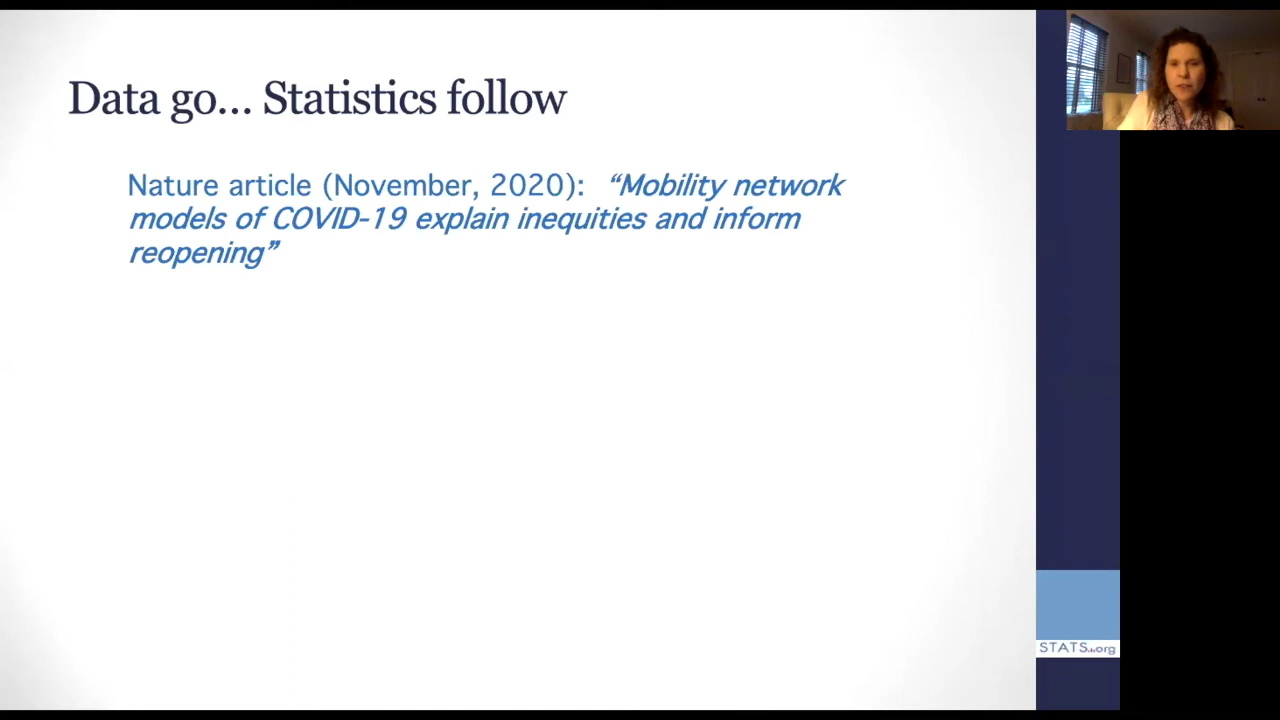 Data go... Statistics follow
Nature article (November, 2020): “Mobility network
models of COVID-19 explain inequities and inform
reopening”
STATS.org